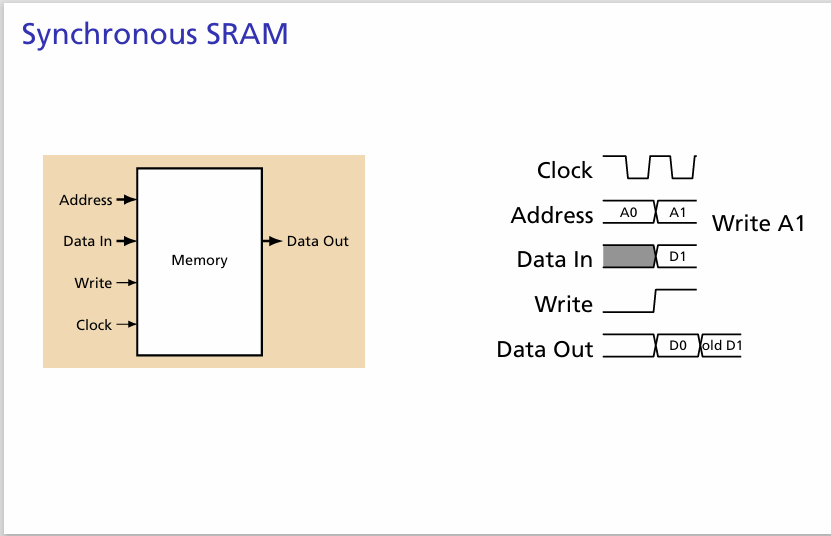 Synchronous SRAM
Address
Data In
Write
Clock
Memory
Data Out
Clock
Address
A0
A1
Write A1
Data In
D1
Write
Data Out
D0
old D1